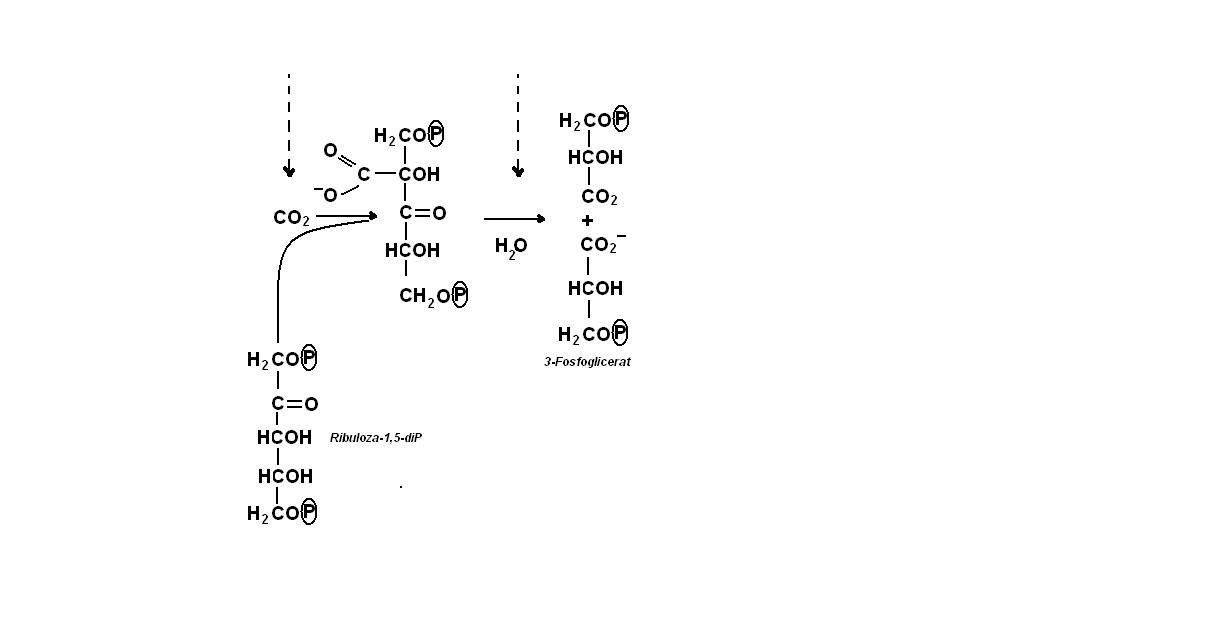 H2COP
HCOH
CO2
+
CO2−
HCOH
H2COP
3-Fosfoglicerat
H2COP
O
C—COH
−O
C=O
HCOH
CH2OP
CO2
H2O
H2COP
C=O
HCOH
Ribuloza-1,5-diP
HCOH
H2COP
.